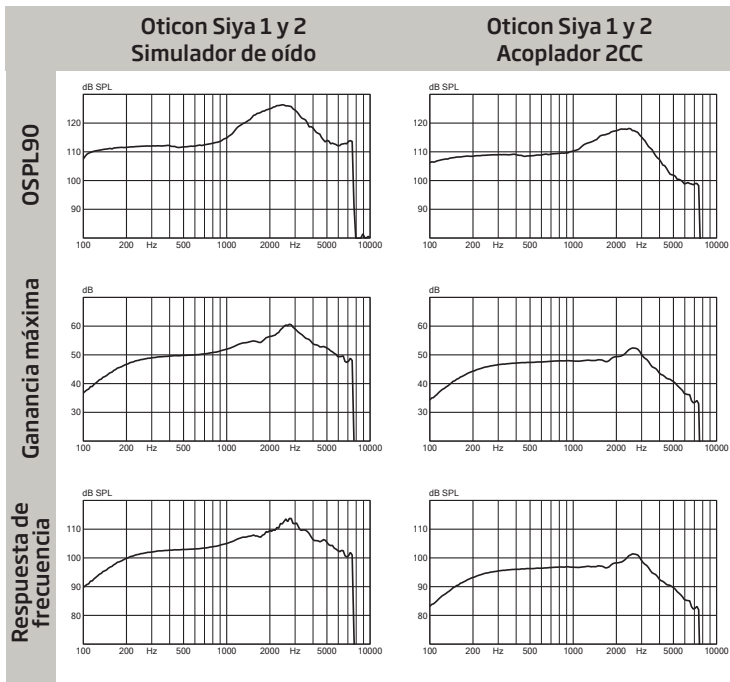 Oticon Siya 1 y 2
Simulador de oído
Oticon Siya 1 y 2
Acoplador 2CC
OSPL90
dB SPL
120
110
100
90
100 200 Hz 500 1000 2000 Hz 5000 10000
dB SPL
120
110
100
90
100 200 Hz 500 1000 2000 Hz 5000 10000
Ganancia máxima
dB
60
50
40
30
100 200 Hz 500 1000 2000 Hz 5000 10000
dB
60
50
40
30
100 200 Hz 500 1000 2000 Hz 5000 10000
Respuesta de
frecuencia
dB SPL
110
100
90
80
100 200 Hz 500 1000 2000 Hz 5000 10000
dB SPL
110
100
90
80
100 200 Hz 500 1000 2000 Hz 5000 10000